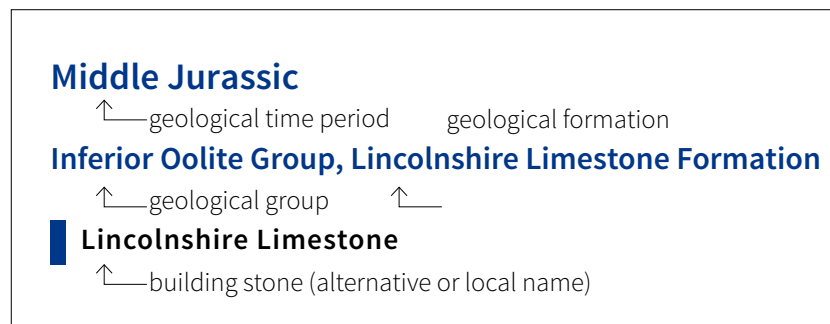 Middle Jurassic
geological time period geological formation
Inferior Oolite Group, Lincolnshire Limestone Formation
geological group
Lincolnshire Limestone
building stone (alternative or local name)